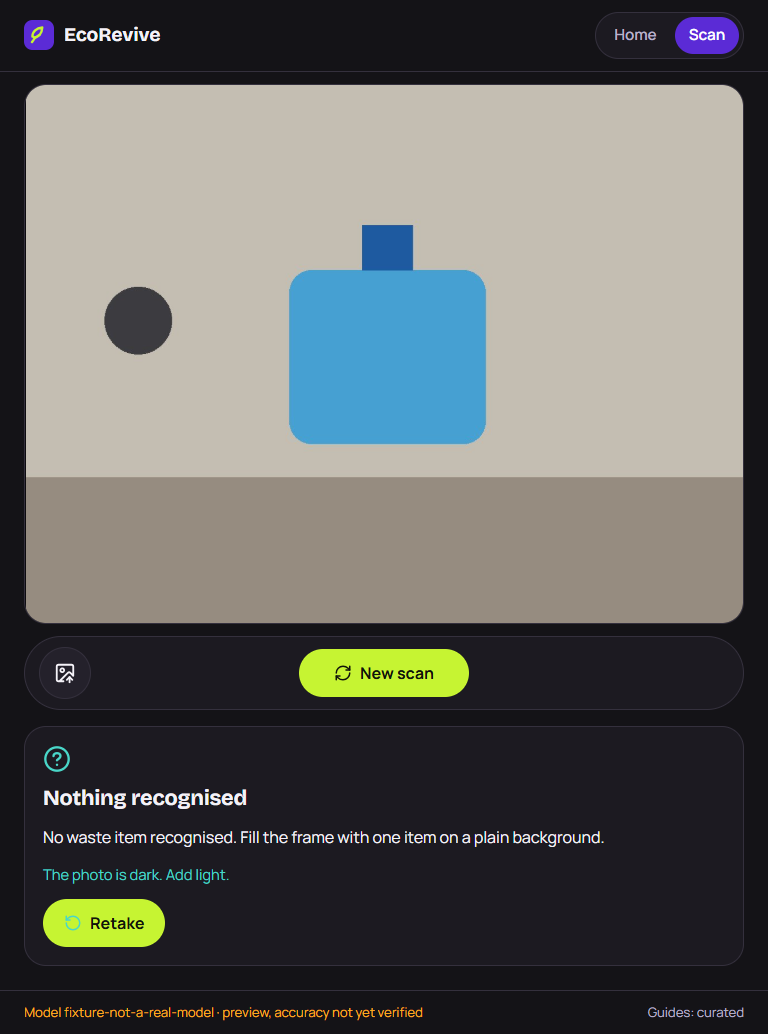 EcoRevive
Home
Scan
New scan
Nothing recognised
No waste item recognised. Fill the frame with one item on a plain background.
The photo is dark. Add light.
Retake
Model fixture-not-a-real-model · preview, accuracy not yet verified
Guides: curated